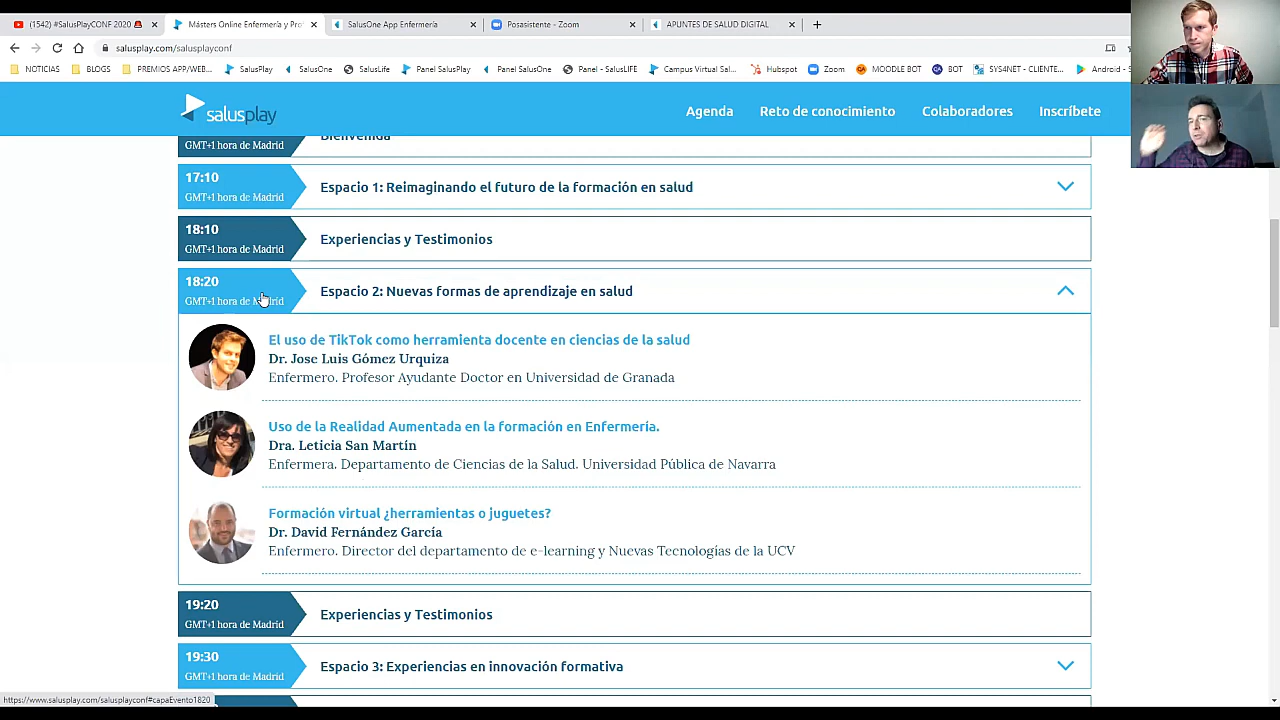 (1542) #SalusPlayCONF 2020
Másters Online Enfermería y Pro
SalusOne App Enfermería
Posasistente - Zoom
APUNTES DE SALUD DIGITAL
salusplay.com/salusplayconf
NOTICIAS
BLOGS
PREMIOS APP/WEB...
SalusPlay
SalusOne
SalusLife
Panel SalusPlay
Panel SalusOne
Panel - SalusLIFE
Campus Virtual Sal...
Hubspot
Zoom
MOODLE BOT
BOT
SYS4NET - CLIENTE...
Android -
salusplay
Agenda
Reto de conocimiento
Colaboradores
Inscríbete
GMT+1 hora de Madrid
Bienvenida
17:10
GMT+1 hora de Madrid
Espacio 1: Reimaginando el futuro de la formación en salud
18:10
GMT+1 hora de Madrid
Experiencias y Testimonios
18:20
GMT+1 hora de Madrid
Espacio 2: Nuevas formas de aprendizaje en salud
El uso de TikTok como herramienta docente en ciencias de la salud
Dr. Jose Luis Gómez Urquiza
Enfermero. Profesor Ayudante Doctor en Universidad de Granada
Uso de la Realidad Aumentada en la formación en Enfermería.
Dra. Leticia San Martín
Enfermera. Departamento de Ciencias de la Salud. Universidad Pública de Navarra
Formación virtual ¿herramientas o juguetes?
Dr. David Fernández García
Enfermero. Director del departamento de e-learning y Nuevas Tecnologías de la UCV
19:20
GMT+1 hora de Madrid
Experiencias y Testimonios
19:30
GMT+1 hora de Madrid
Espacio 3: Experiencias en innovación formativa
https://www.salusplay.com/salusplayconf#capaEvento1820